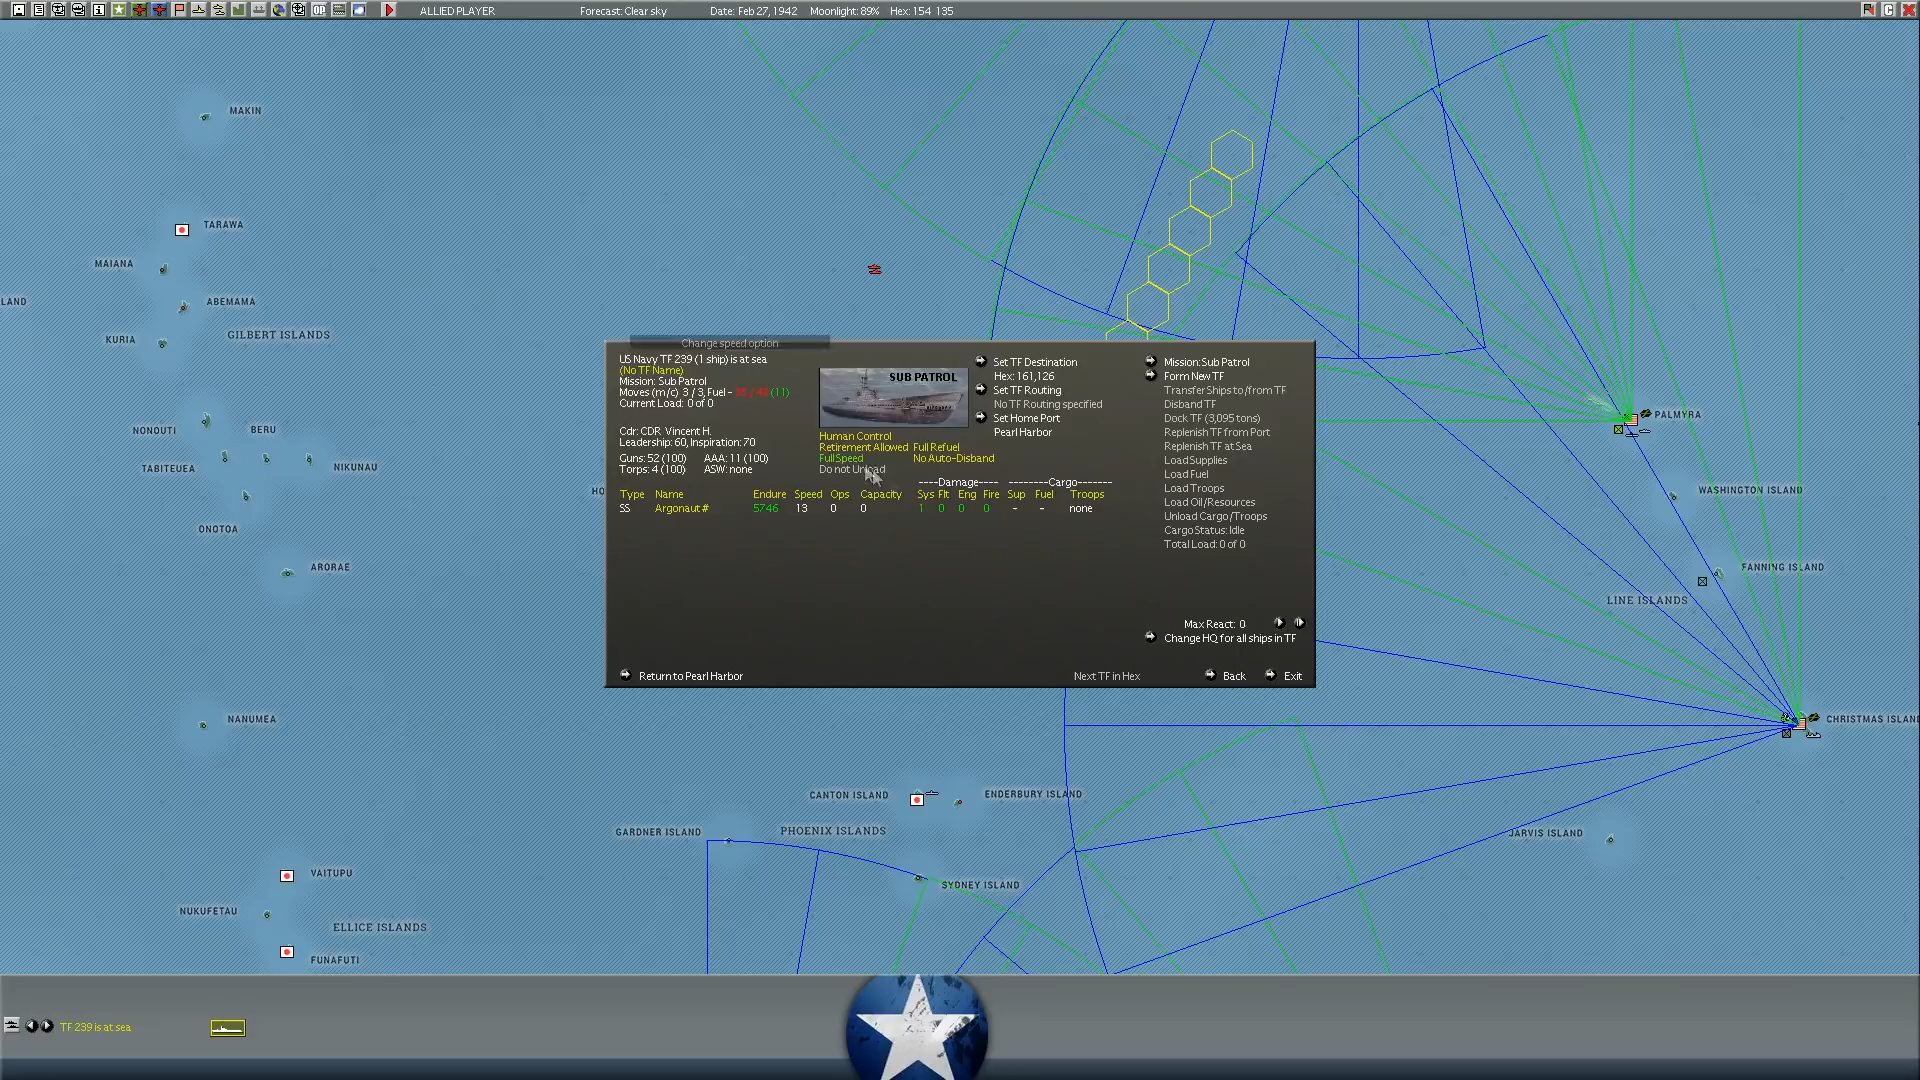 ALLIED PLAYER
Forecast: Clear sky
Date: Feb 27, 1942
Moonlight: 89%
Hex: 154 135
MAKIN
TARAWA
MAIANA
LAND
ABEMAMA
GILBERT ISLANDS
KURIA
NONOUTI
BERU
TABITEUEA
NIKUNAU
HO
ONOTOA
ARORAE
NANUMEA
VAITUPU
NUKUFETAU
ELLICE ISLANDS
FUNAFUTI
Change speed option
US Navy TF 239 (1 ship) is at sea
(No TF Name)
Mission: Sub Patrol
Moves (m/c) 3 / 3, Fuel - (11)
Current Load: 0 of 0
Cdr: CDR Vincent H.
Leadership: 60, Inspiration: 70
Guns: 52 (100) AAA: 11 (100)
Torps: 4 (100) ASW: none
SUB PATROL
Human Control
Retirement Allowed Full Refuel
Full Speed No Auto-Disband
Do not Unload
Set TF Destination
Hex: 161,126
Set TF Routing
No TF Routing specified
Set Home Port
Pearl Harbor
Mission: Sub Patrol
Form New TF
Transfer Ships to/from TF
Disband TF
Dock TF (3,095 tons)
Replenish TF from Port
Replenish TF at Sea
Load Supplies
Load Fuel
Load Troops
Load Oil/Resources
Unload Cargo/Troops
Cargo Status: Idle
Total Load: 0 of 0
----Damage---- --------Cargo-------
Type Name Endure Speed Ops Capacity Sys Flt Eng Fire Sup Fuel Troops
SS Argonaut # 5746 13 0 0 1 0 0 0 - - none
Max React: 0
Change HQ for all ships in TF
Return to Pearl Harbor
Next TF in Hex
Back
Exit
PALMYRA
WASHINGTON ISLAND
FANNING ISLAND
LINE ISLANDS
CHRISTMAS ISLAND
CANTON ISLAND
ENDERBURY ISLAND
GARDNER ISLAND
PHOENIX ISLANDS
JARVIS ISLAND
SYDNEY ISLAND
TF 239 is at sea